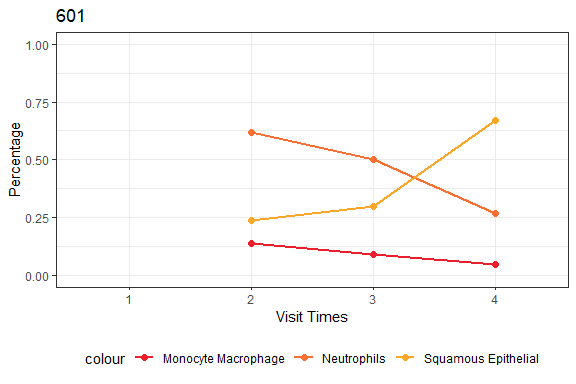 601
1.00
0.75
0.50
0.25
0.00
Percentage
1 2 3 4
Visit Times
colour Monocyte Macrophage Neutrophils Squamous Epithelial